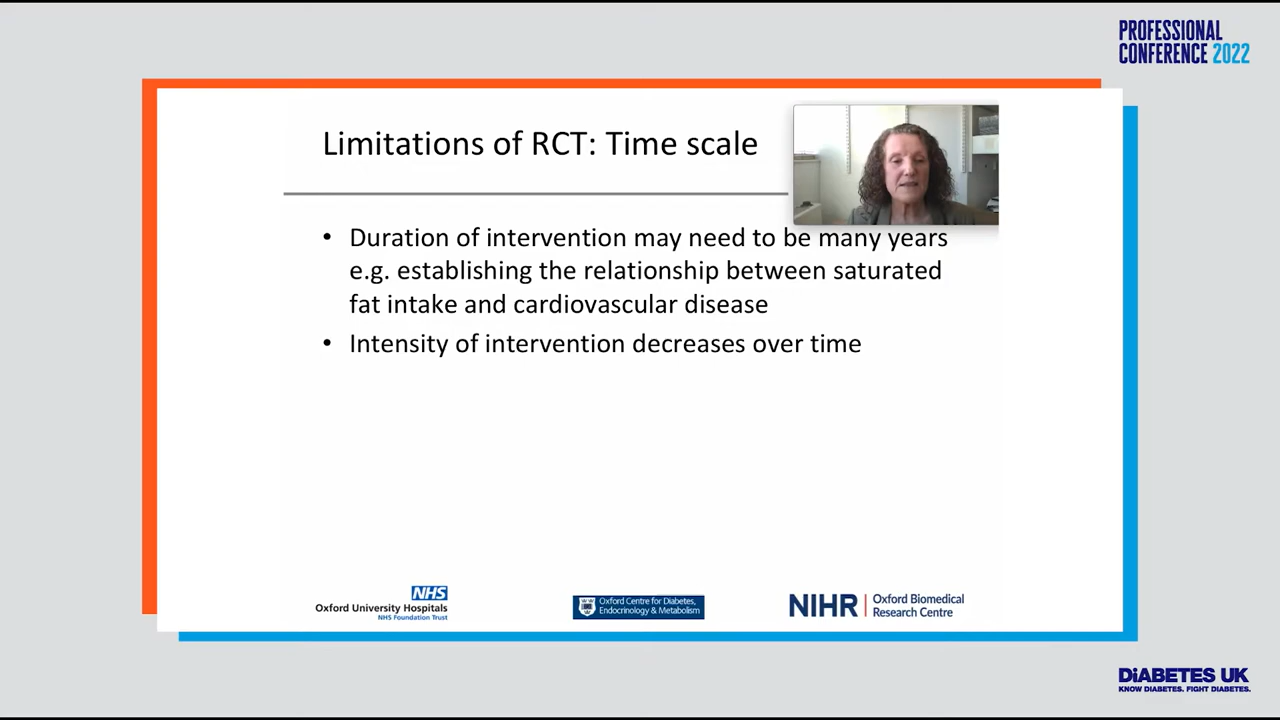 PROFESSIONAL
CONFERENCE 2022
Limitations of RCT: Time scale
• Duration of intervention may need to be many years
e.g. establishing the relationship between saturated
fat intake and cardiovascular disease
• Intensity of intervention decreases over time
NHS
Oxford University Hospitals
NHS Foundation Trust
Oxford Centre for Diabetes,
Endocrinology & Metabolism
NIHR | Oxford Biomedical
Research Centre
DiABETES UK
KNOW DIABETES. FIGHT DIABETES.